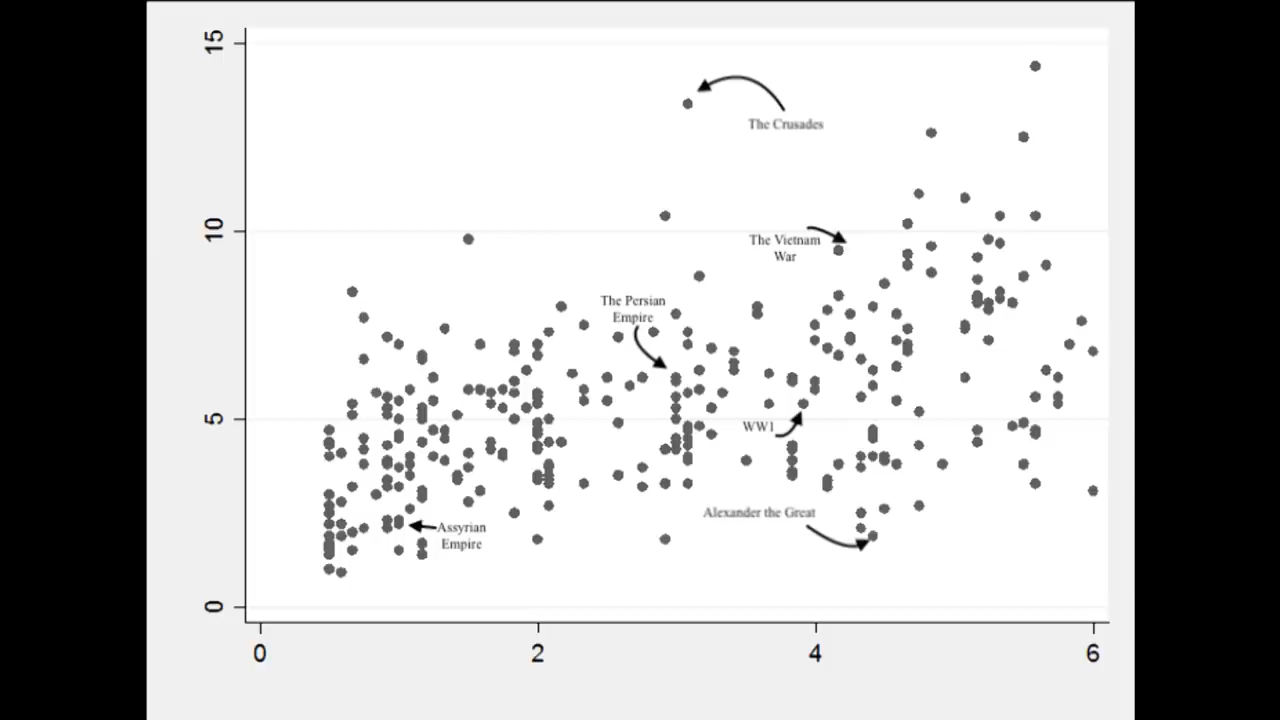 15
The Crusades
10
The Vietnam
War
The Persian
Empire
5
WW1
Alexander the Great
Assyrian
Empire
0
0
2
4
6